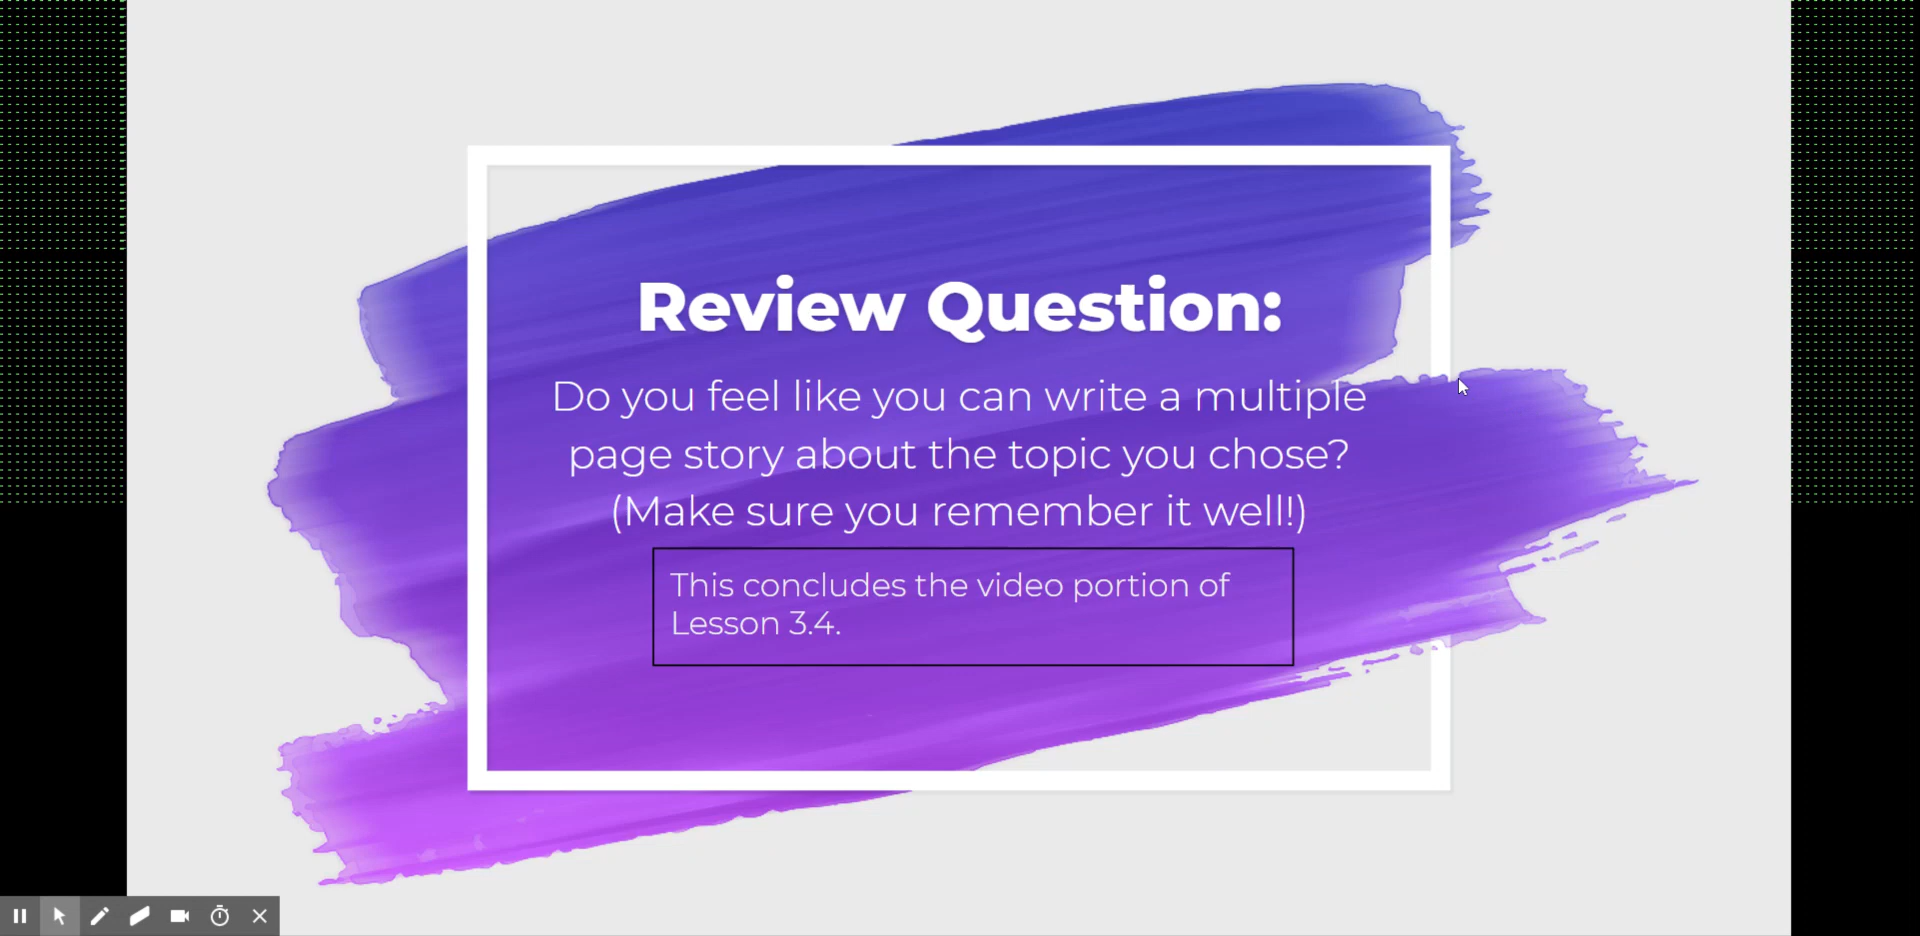 Review Question:
Do you feel like you can write a multiple
page story about the topic you chose?
(Make sure you remember it well!)
This concludes the video portion of
Lesson 3.4.